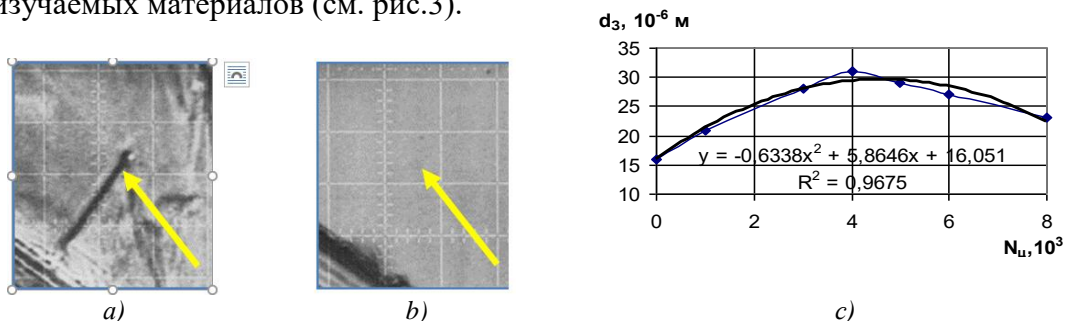 изучаемых материалов (см. рис.3).
d₃, 10⁻⁶ м
35
30
25
20
15
10
y = -0,6338x² + 5,8646x + 16,051
R² = 0,9675
0 2 4 6 8
Nц,10³
a) b) c)